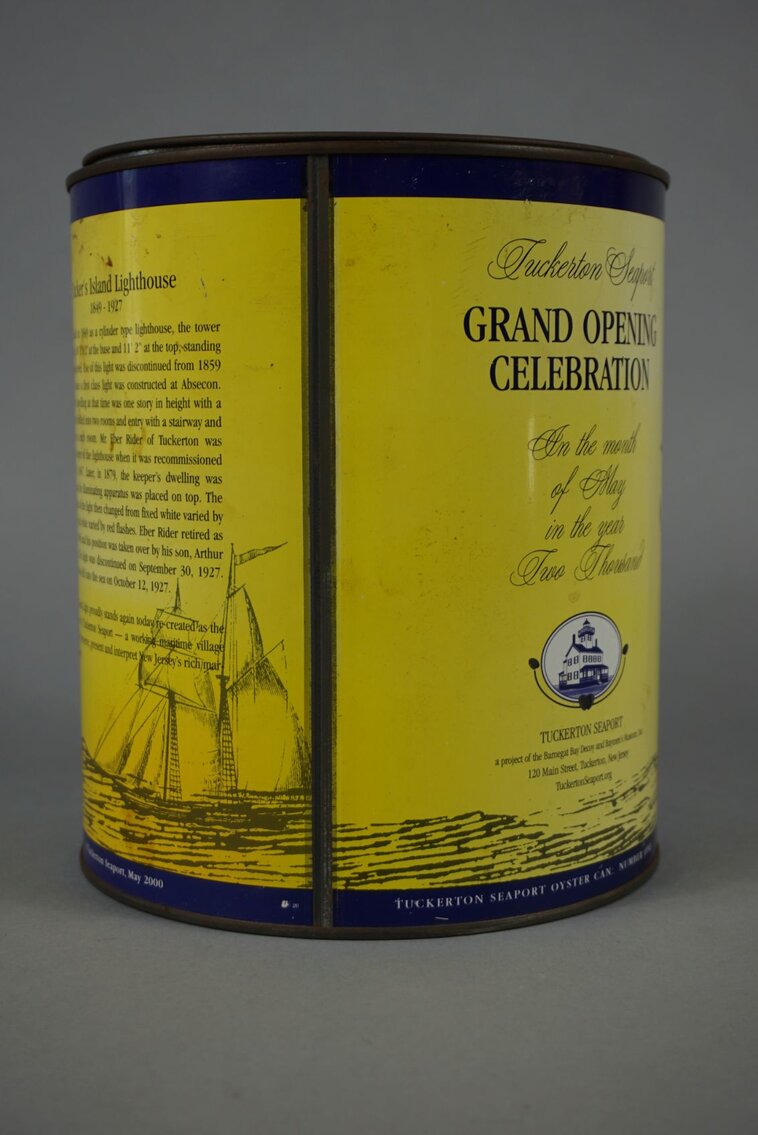 Island Lighthouse
1849 - 1927
as a cylinder type lighthouse, the tower
at the base and 11' 2" at the top, standing
of this light was discontinued from 1859
first class light was constructed at Absecon.
at that time was one story in height with a
into two rooms and entry with a stairway and
room. Mr. Eber Rider of Tuckerton was
of the lighthouse when it was recommissioned
later, in 1879, the keeper's dwelling was
illuminating apparatus was placed on top. The
light then changed from fixed white varied by
varied by red flashes. Eber Rider retired as
and his position was taken over by his son, Arthur
was discontinued on September 30, 1927.
the sea on October 12, 1927.
proudly stands again today re-created as the
Seaport — a working maritime village
present and interpret New Jersey's rich mar-
Seaport, May 2000
Tuckerton Seaport
GRAND OPENING
CELEBRATION
In the month
of May
in the year
Two Thousand
TUCKERTON SEAPORT
a project of the Barnegat Bay Decoy and Baymen's Museum,
120 Main Street, Tuckerton, New Jersey
TuckertonSeaport.org
TUCKERTON SEAPORT OYSTER CAN: NUMBER